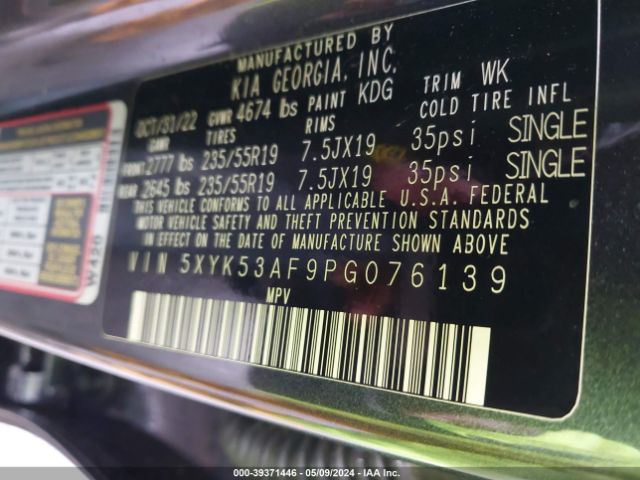 MANUFACTURED BY
KIA GEORGIA, INC.
OCT/31/22 GVWR 4674 lbs PAINT KDG TRIM WK
GAWR TIRES RIMS COLD TIRE INFL
FRONT 2777 lbs 235/55R19 7.5JX19 35psi SINGLE
REAR 2645 lbs 235/55R19 7.5JX19 35psi SINGLE
THIS VEHICLE CONFORMS TO ALL APPLICABLE U.S.A. FEDERAL
MOTOR VEHICLE SAFETY AND THEFT PREVENTION STANDARDS
IN EFFECT ON THE DATE OF MANUFACTURE SHOWN ABOVE.
VIN 5XYK53AF9PG076139
MPV
W456
000-39371446 - 05/09/2024 - IAA Inc.